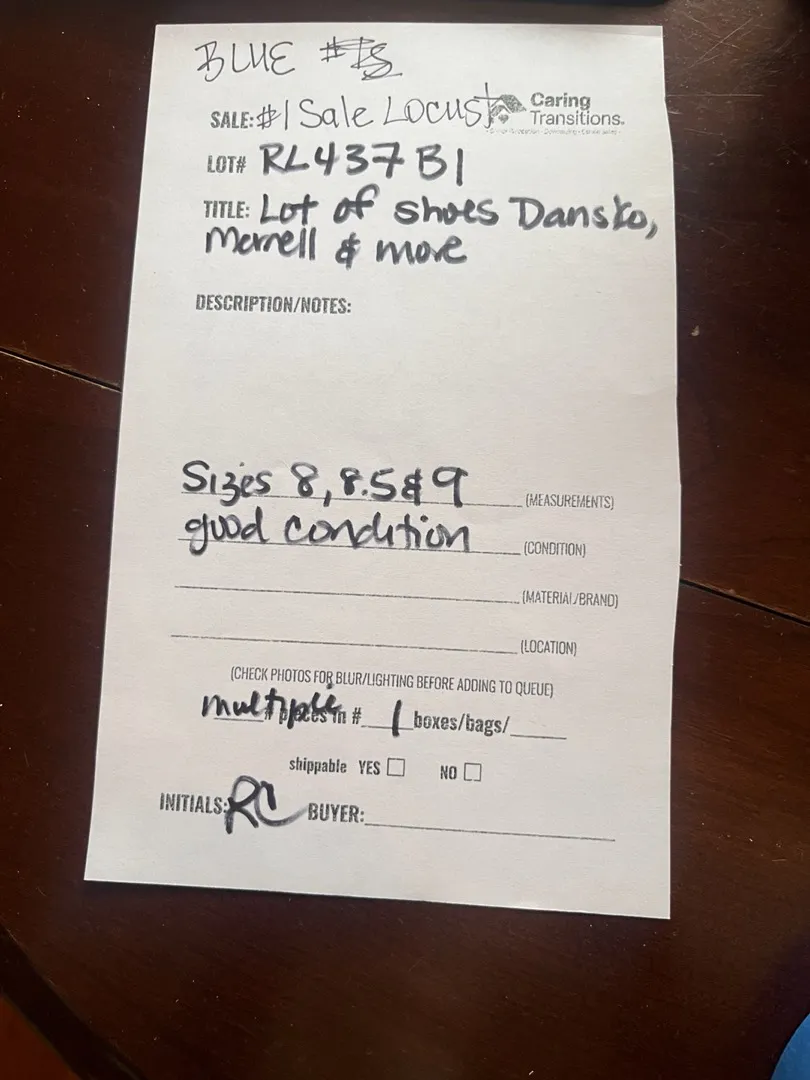 BLUE
SALE: #1 Sale Locust Caring Transitions.
LOT# RL437B1
TITLE: Lot of shoes Dansko,
Merrell & more
DESCRIPTION/NOTES:
Sizes 8, 8.5 & 9 (MEASUREMENTS)
good condition (CONDITION)
(MATERIAL/BRAND)
(LOCATION)
(CHECK PHOTOS FOR BLUR/LIGHTING BEFORE ADDING TO QUEUE)
multiple # pieces in # 1 boxes/bags/
shippable YES NO
INITIALS: RC BUYER: